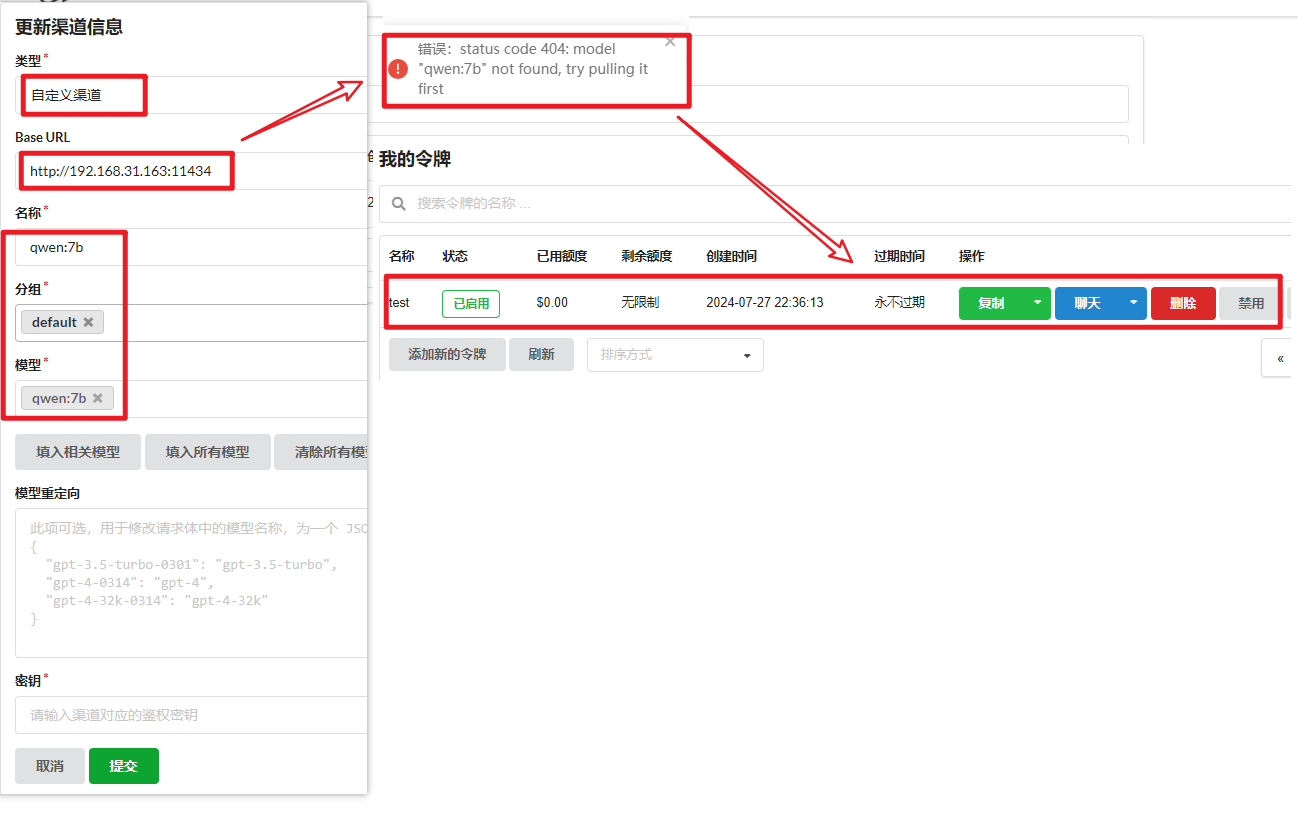 更新渠道信息
类型*
自定义渠道
Base URL
http://192.168.31.163:11434
名称*
qwen:7b
分组*
default
模型*
qwen:7b
填入相关模型 填入所有模型 清除所有模
模型重定向
此项可选，用于修改请求体中的模型名称，为一个 JSO
{
"gpt-3.5-turbo-0301": "gpt-3.5-turbo",
"gpt-4-0314": "gpt-4",
"gpt-4-32k-0314": "gpt-4-32k"
}
密钥*
请输入渠道对应的鉴权密钥
取消 提交
错误：status code 404: model
"qwen:7b" not found, try pulling it
first
我的令牌
搜索令牌的名称 ...
名称 状态 已用额度 剩余额度 创建时间 过期时间 操作
test 已启用 $0.00 无限制 2024-07-27 22:36:13 永不过期 复制 聊天 删除 禁用
添加新的令牌 刷新 排序方式
«